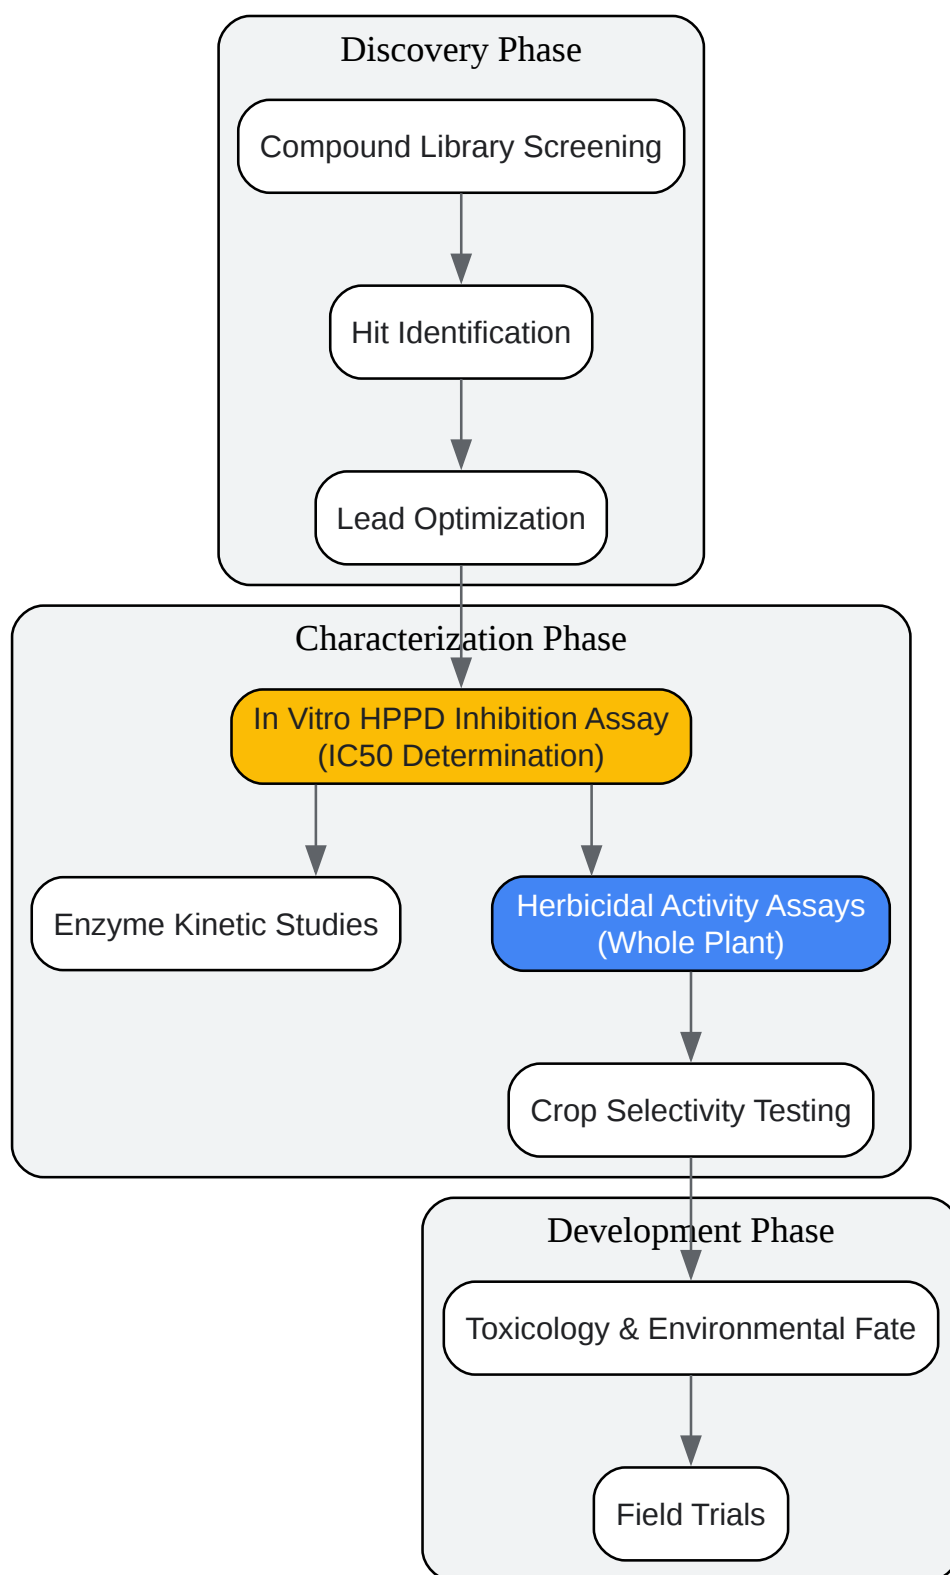 Discovery Phase
Compound Library Screening
Hit Identification
Lead Optimization
Characterization Phase
In Vitro HPPD Inhibition Assay
(IC50 Determination)
Enzyme Kinetic Studies
Herbicidal Activity Assays
(Whole Plant)
Crop Selectivity Testing
Development Phase
Toxicology & Environmental Fate
Field Trials